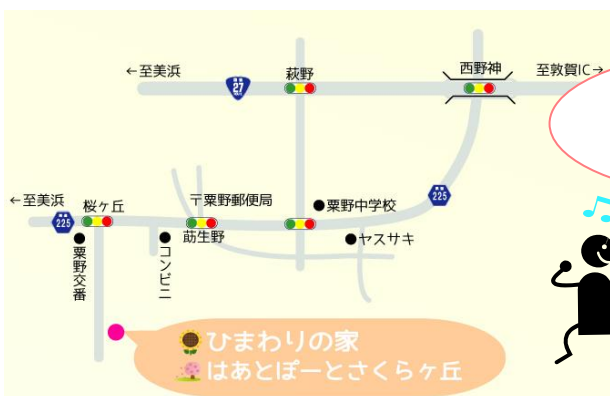 ←至美浜
27
萩野
西野神
至敦賀IC→
←至美浜
225
桜ヶ丘
〒粟野郵便局
莇生野
●粟野中学校
225
●ヤスサキ
●粟野交番
●コンビニ
ひまわりの家
はあとぽーとさくらヶ丘